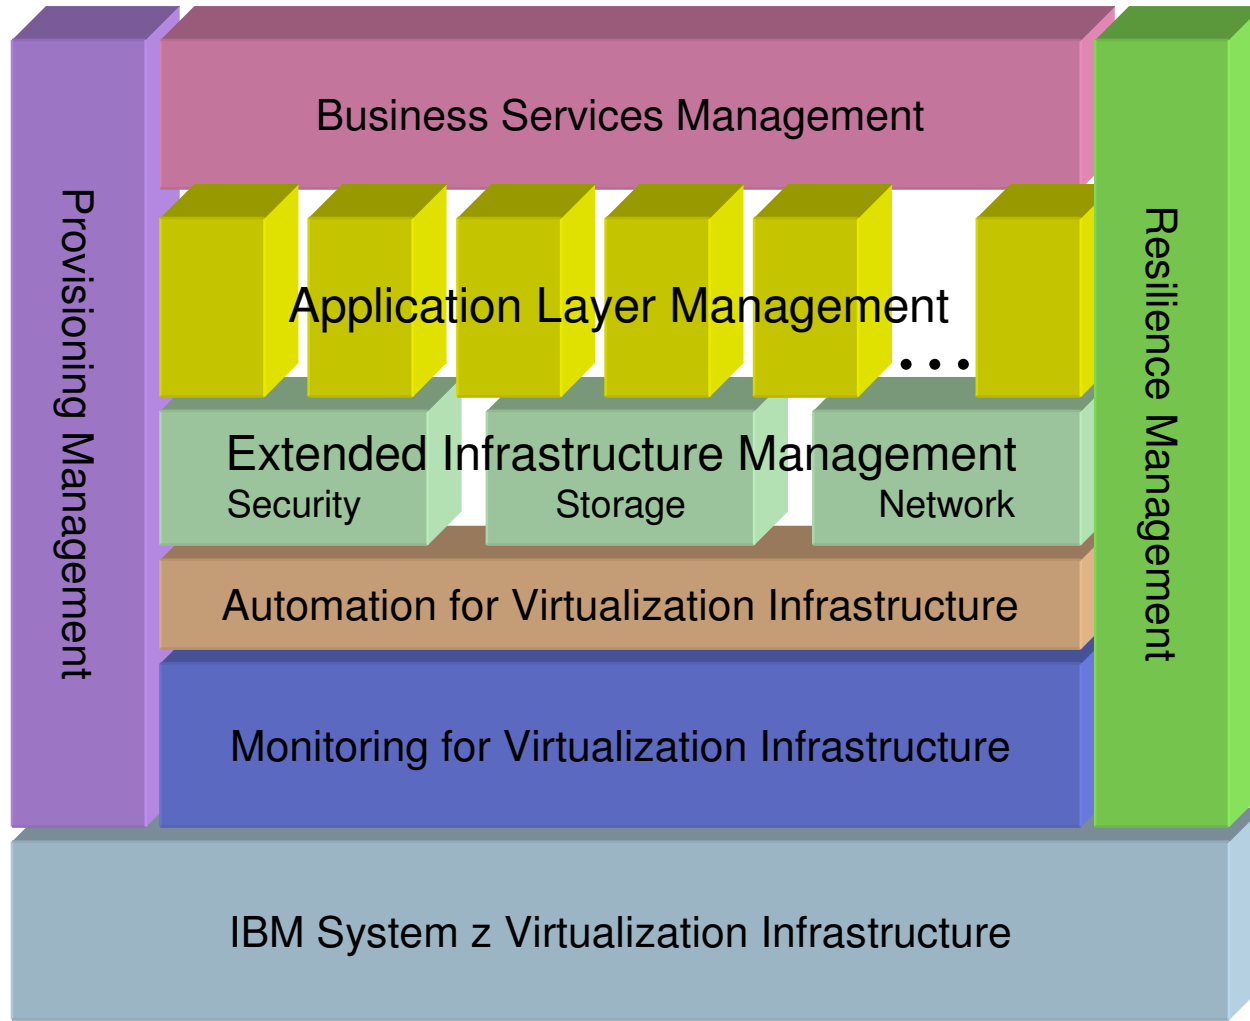 Business Services Management
Provisioning Management
Resilience Management
Application Layer Management
...
Extended Infrastructure Management
Security Storage Network
Automation for Virtualization Infrastructure
Monitoring for Virtualization Infrastructure
IBM System z Virtualization Infrastructure